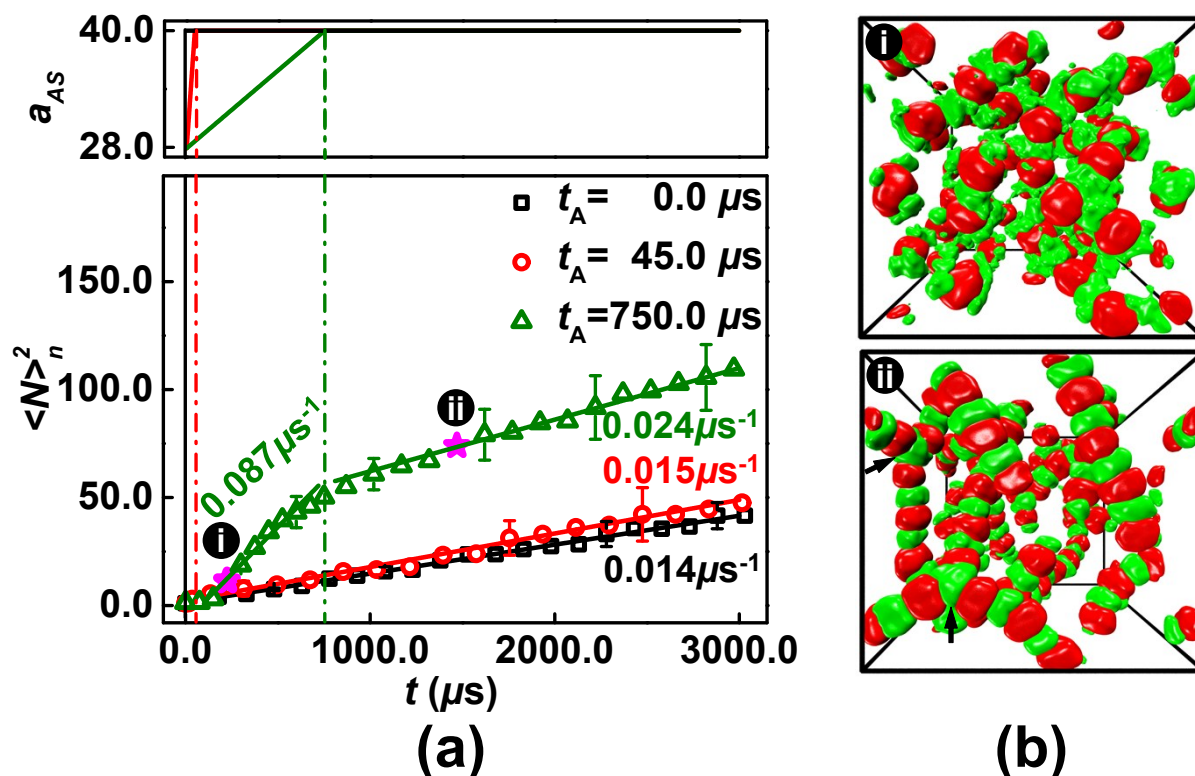 40.0
a_AS
28.0
t_A= 0.0 µs
t_A= 45.0 µs
t_A=750.0 µs
150.0
100.0
50.0
0.0
<N>_n^2
0.087µs^-1
i
ii
0.024µs^-1
0.015µs^-1
0.014µs^-1
0.0 1000.0 2000.0 3000.0
t (µs)
(a)
i
ii
(b)